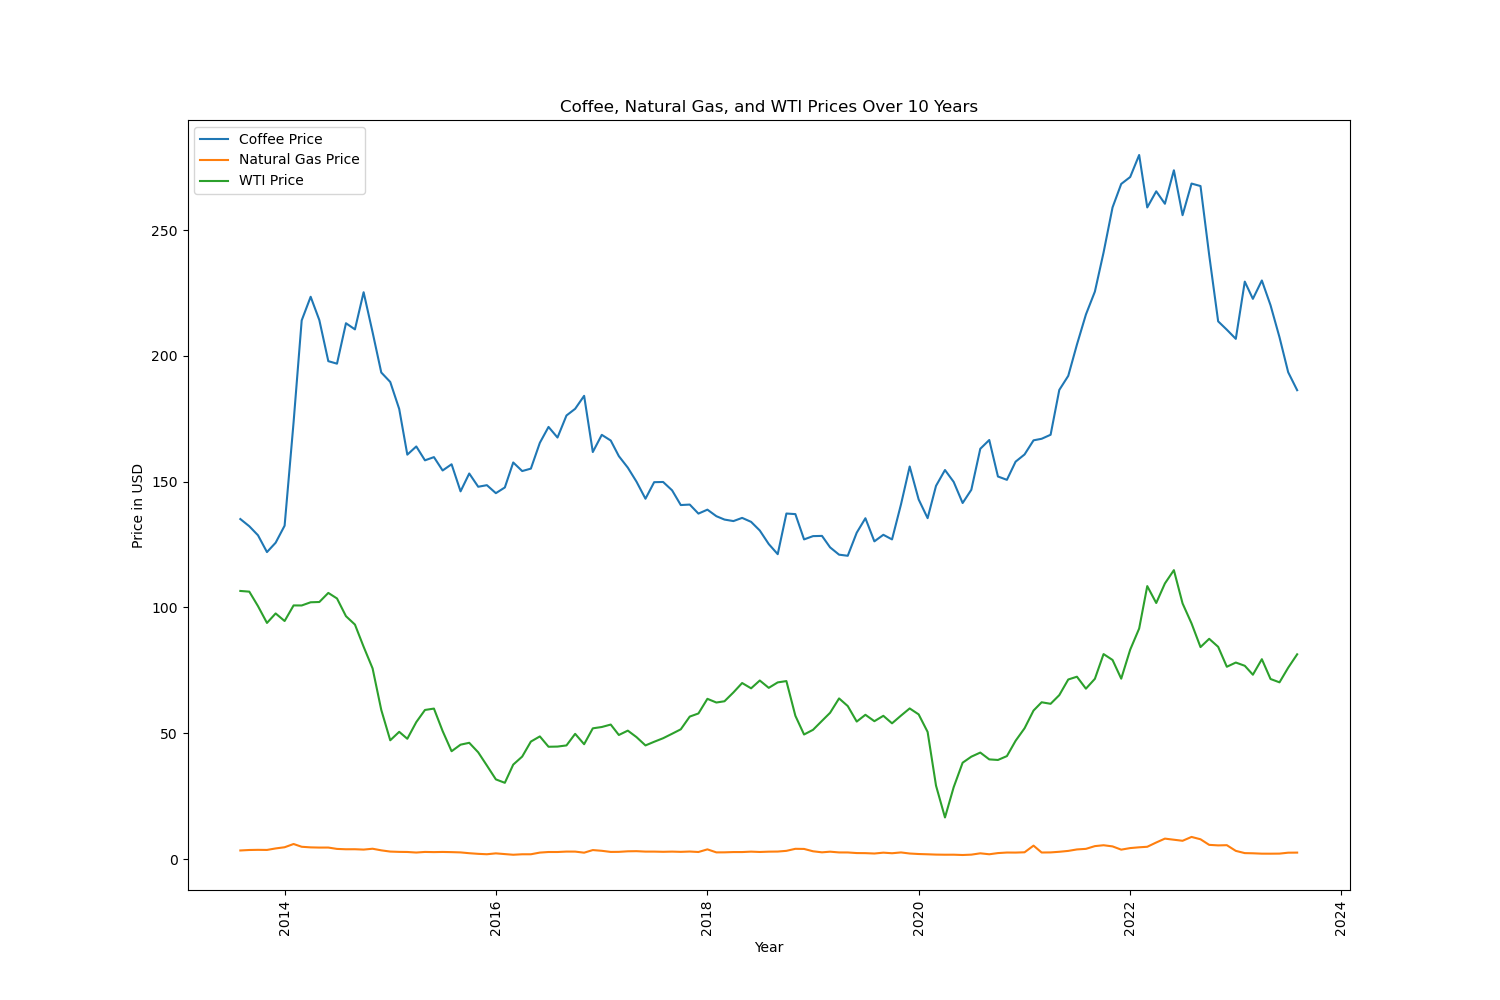 Coffee, Natural Gas, and WTI Prices Over 10 Years
Coffee Price
Natural Gas Price
WTI Price
250
200
150
100
50
0
Price in USD
2014
2016
2018
2020
2022
2024
Year